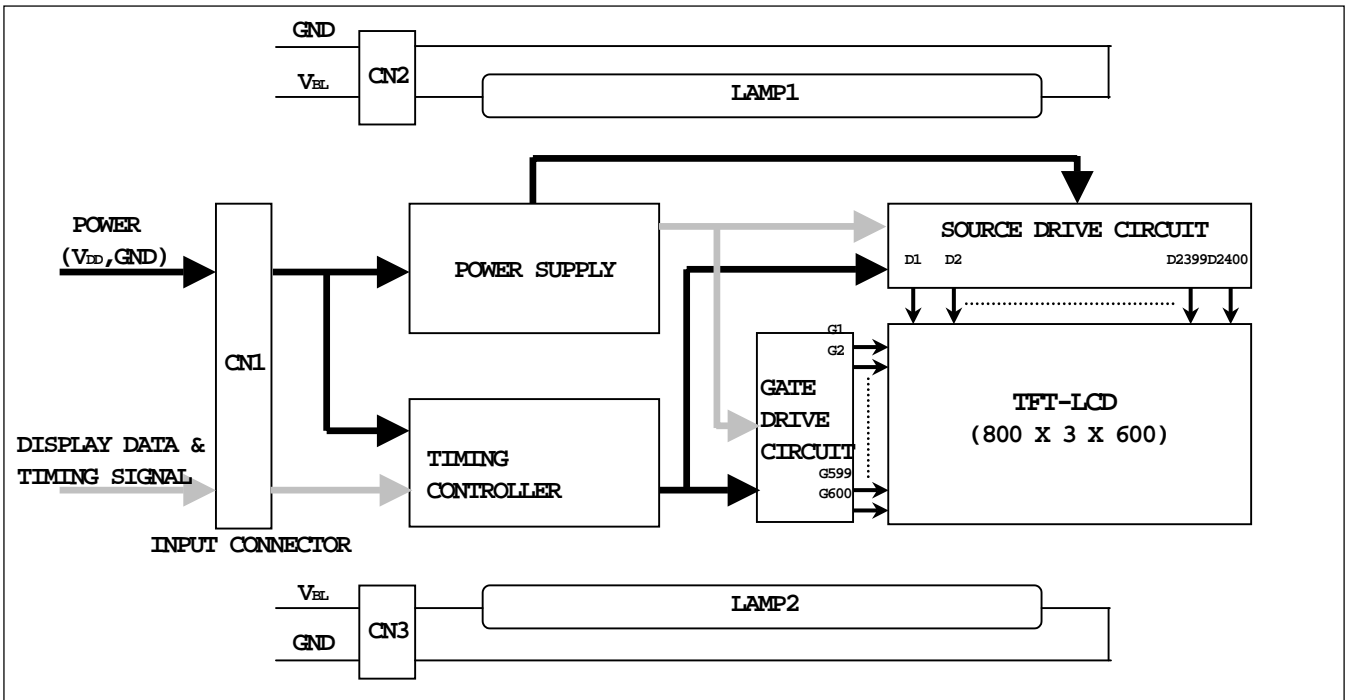 GND
CN2
VBL
LAMP1
POWER
(VDD,GND)
CN1
POWER SUPPLY
SOURCE DRIVE CIRCUIT
D1 D2 D2399D2400
G1
G2
GATE
DRIVE
CIRCUIT
G599
G600
TFT-LCD
(800 X 3 X 600)
DISPLAY DATA &
TIMING SIGNAL
TIMING
CONTROLLER
INPUT CONNECTOR
VBL
CN3
GND
LAMP2